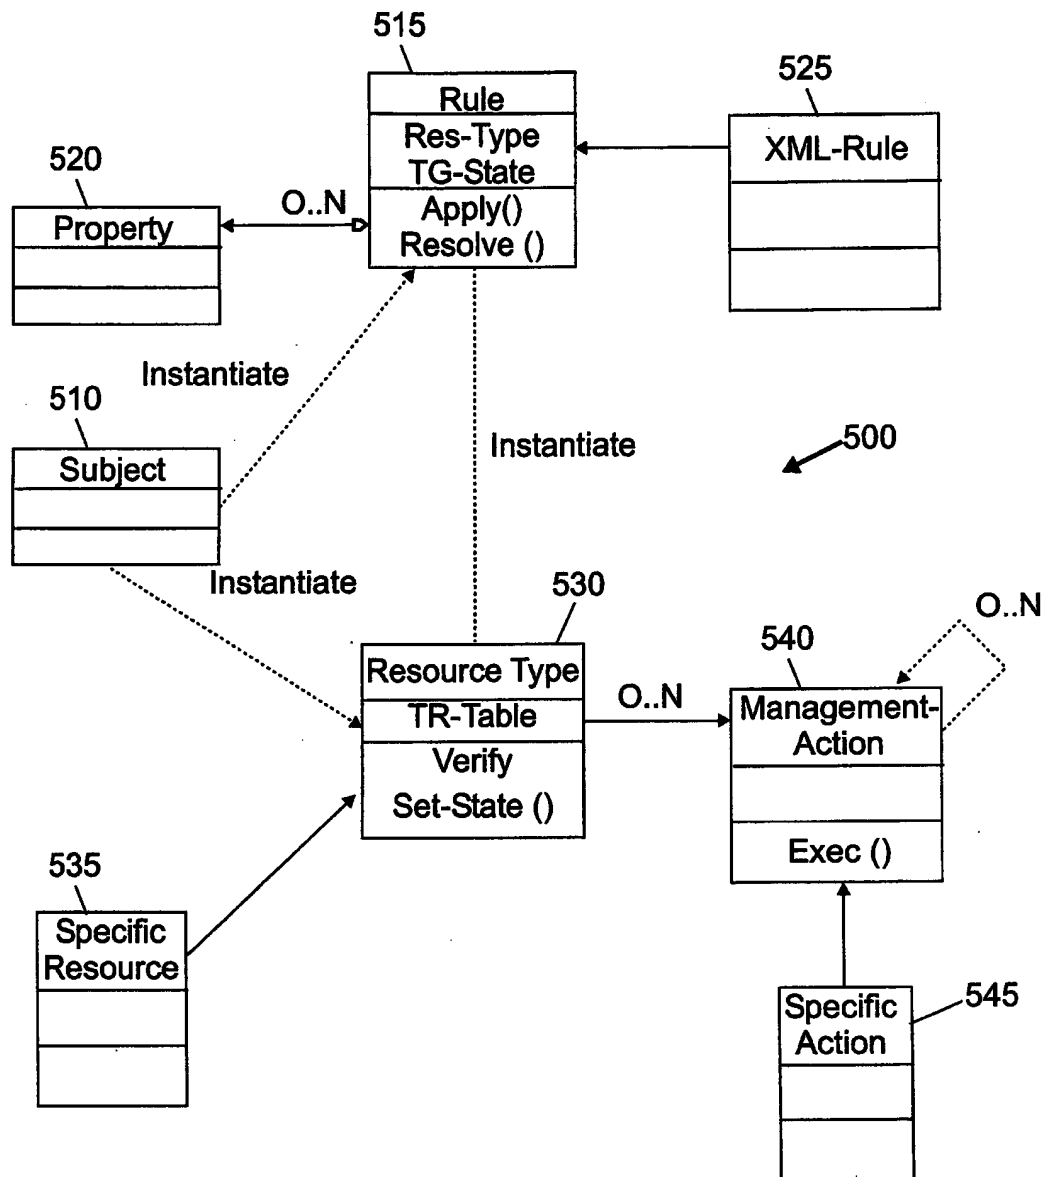 515
Rule
Res-Type
TG-State
Apply()
Resolve ()
525
XML-Rule
520
Property
O..N
Instantiate
510
Subject
Instantiate
500
Instantiate
530
Resource Type
TR-Table
Verify
Set-State ()
O..N
540
O..N
Management-
Action
Exec ()
535
Specific
Resource
Specific
Action
545